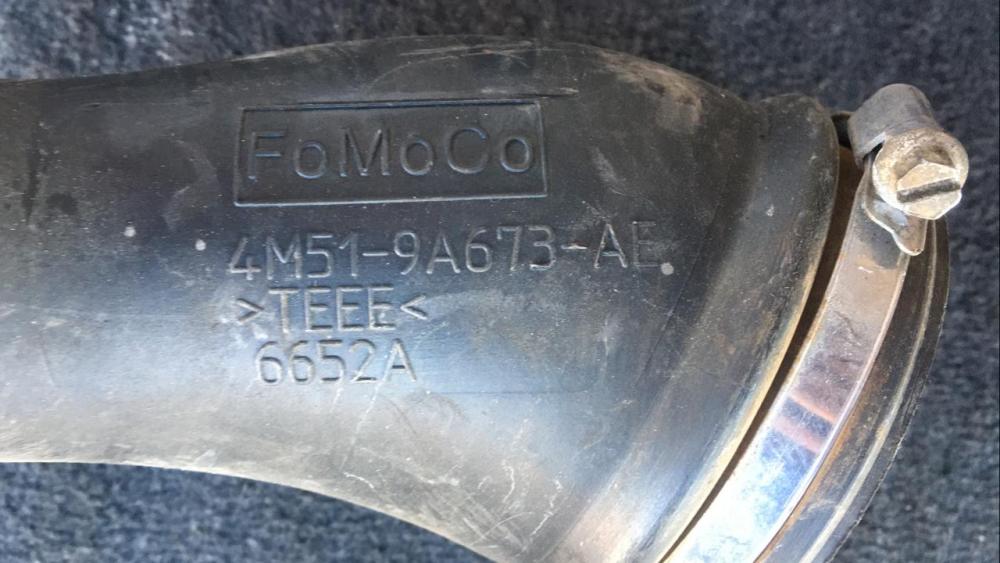 FoMoCo
4M51-9A673-AE
>TEEE<
6652A